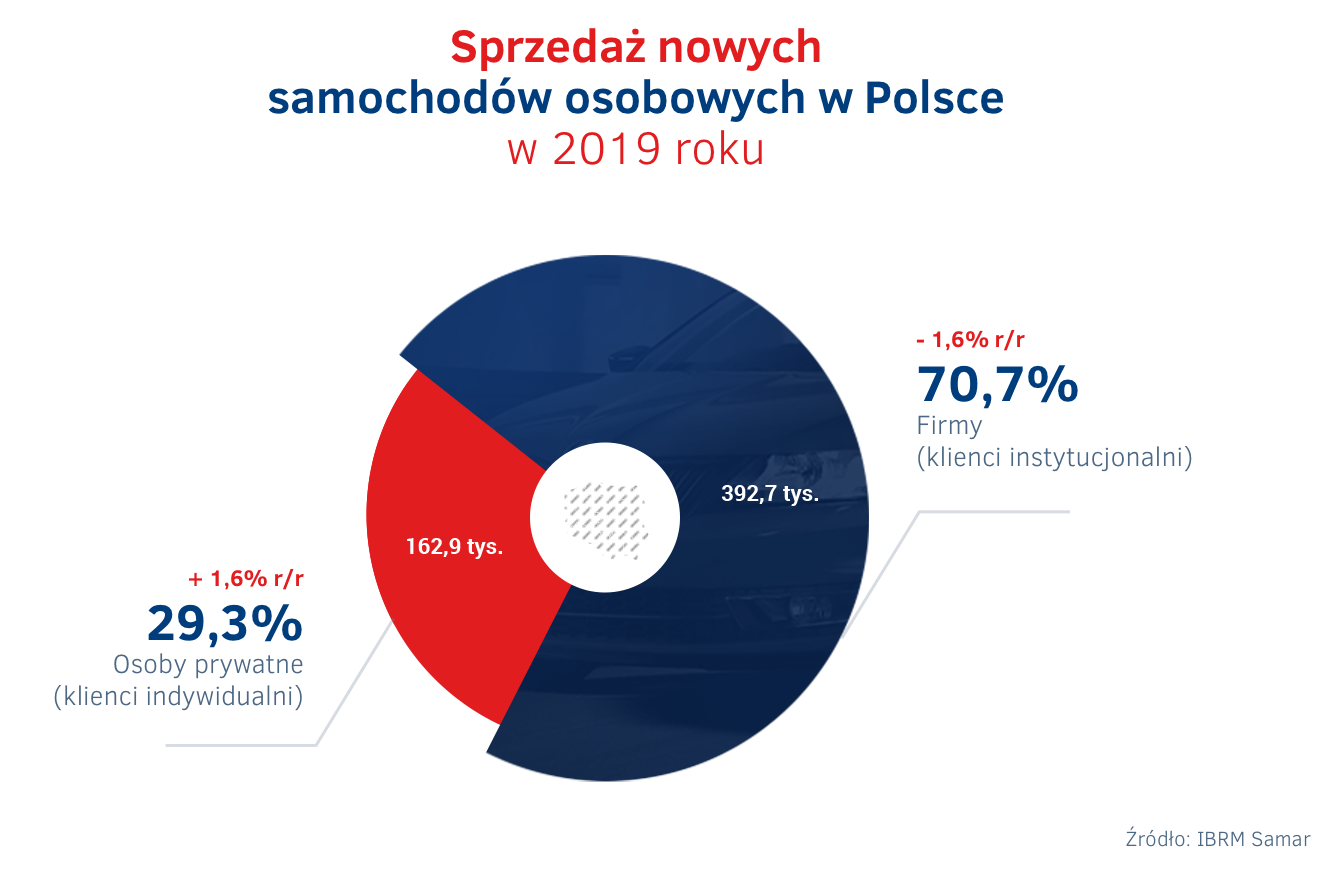 Sprzedaż nowych
samochodów osobowych w Polsce
w 2019 roku
- 1,6% r/r
70,7%
Firmy
(klienci instytucjonalni)
392,7 tys.
162,9 tys.
+ 1,6% r/r
29,3%
Osoby prywatne
(klienci indywidualni)
Źródło: IBRM Samar